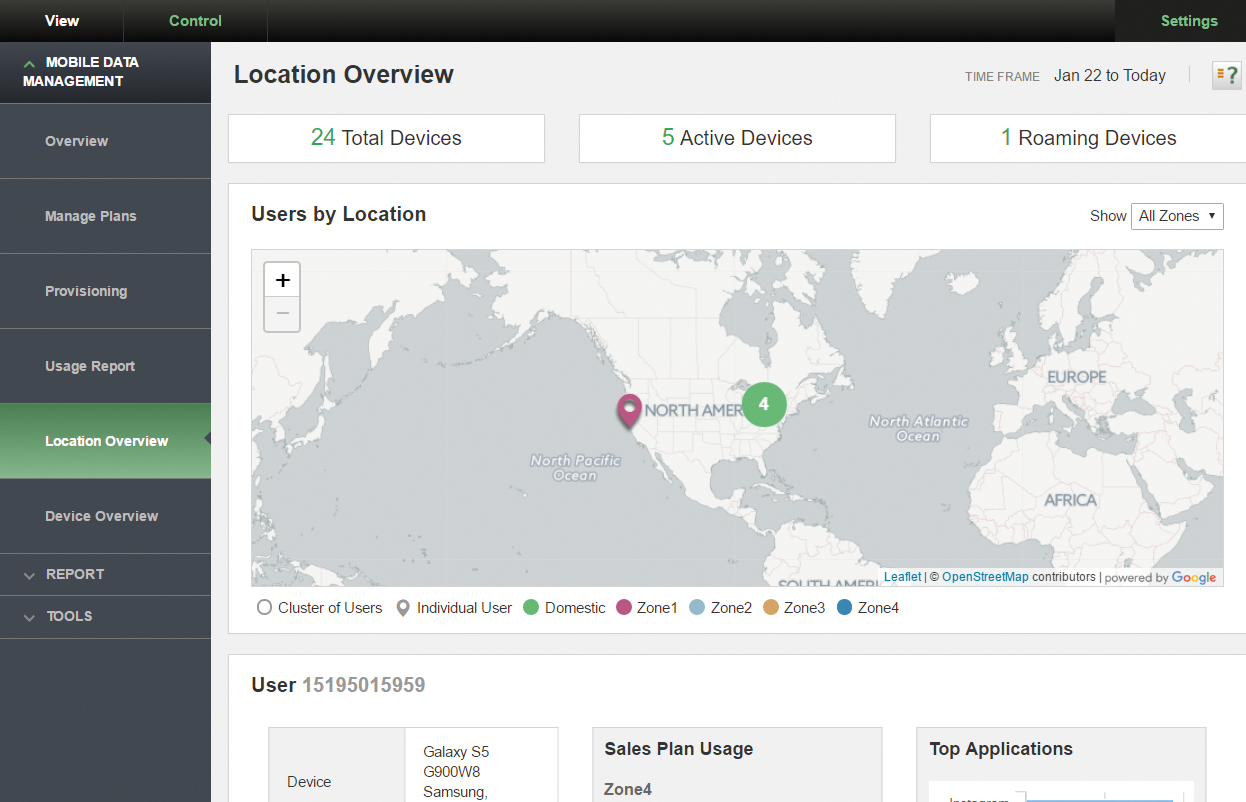 View
Control
Settings
MOBILE DATA
MANAGEMENT
Overview
Manage Plans
Provisioning
Usage Report
Location Overview
Device Overview
REPORT
TOOLS
Location Overview
TIME FRAME Jan 22 to Today
?
24 Total Devices
5 Active Devices
1 Roaming Devices
Users by Location
Show All Zones
+
−
NORTH AMER
4
EUROPE
North Atlantic
Ocean
North Pacific
Ocean
AFRICA
SOUTH AMERI
Leaflet | © OpenStreetMap contributors | powered by Google
Cluster of Users Individual User Domestic Zone1 Zone2 Zone3 Zone4
User 15195015959
Device
Galaxy S5
G900W8
Samsung,
Sales Plan Usage
Zone4
Top Applications
Instagram